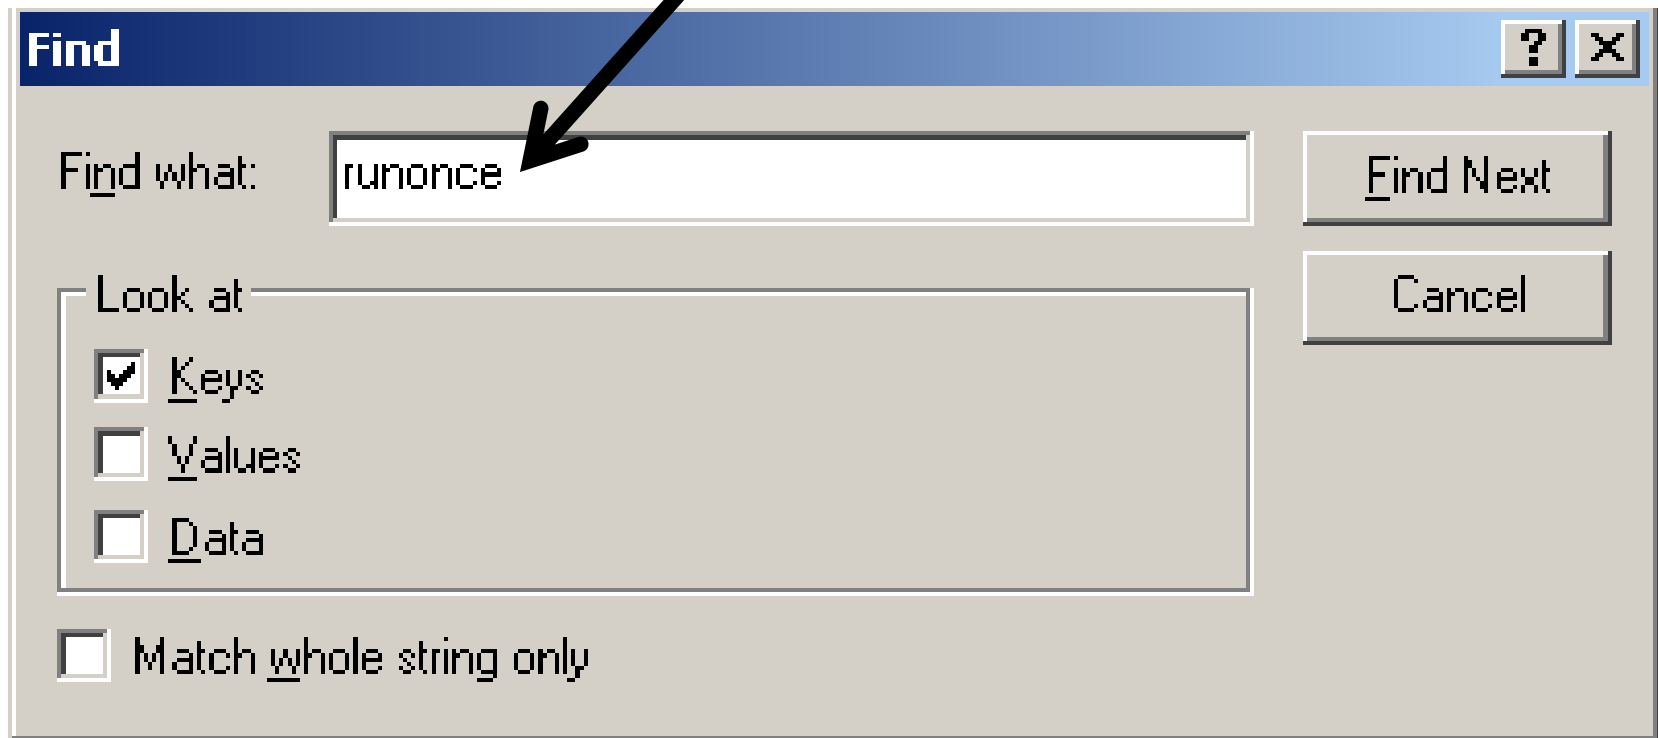 Find
Find what: runonce
Find Next
Cancel
Look at
Keys
Values
Data
Match whole string only